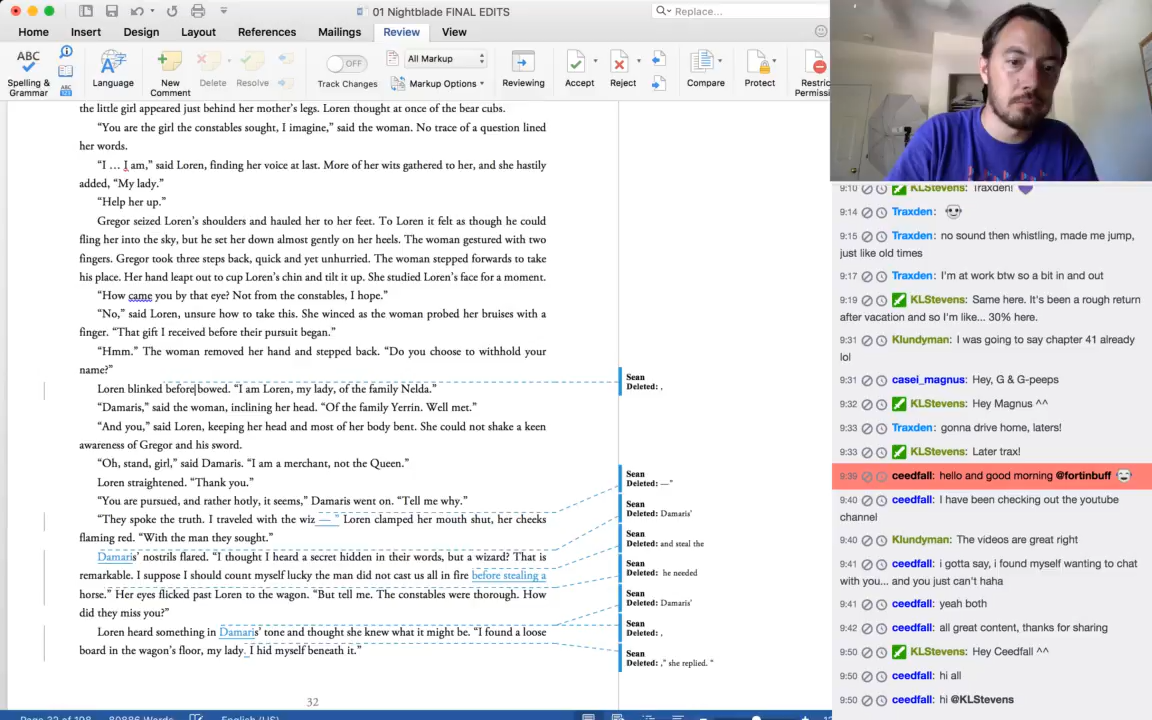 01 Nightblade FINAL EDITS
Replace...
Home Insert Design Layout References Mailings Review View
ABC
Spelling &
Grammar
ABC
123
Language
New
Comment
Delete
Resolve
OFF
Track Changes
All Markup
Markup Options
Reviewing
Accept
Reject
Compare
Protect
Restric
Permissi
the little girl appeared just behind her mother's legs. Loren thought at once of the bear cubs.
“You are the girl the constables sought, I imagine,” said the woman. No trace of a question lined
her words.
“I … I am,” said Loren, finding her voice at last. More of her wits gathered to her, and she hastily
added, “My lady.”
“Help her up.”
Gregor seized Loren’s shoulders and hauled her to her feet. To Loren it felt as though he could
fling her into the sky, but he set her down almost gently on her heels. The woman gestured with two
fingers. Gregor took three steps back, quick and yet unhurried. The woman stepped forwards to take
his place. Her hand leapt out to cup Loren’s chin and tilt it up. She studied Loren’s face for a moment.
“How came you by that eye? Not from the constables, I hope.”
“No,” said Loren, unsure how to take this. She winced as the woman probed her bruises with a
finger. “That gift I received before their pursuit began.”
“Hmm.” The woman removed her hand and stepped back. “Do you choose to withhold your
name?”
Loren blinked before bowed. “I am Loren, my lady, of the family Nelda.”
“Damaris,” said the woman, inclining her head. “Of the family Yerrin. Well met.”
“And you,” said Loren, keeping her head and most of her body bent. She could not shake a keen
awareness of Gregor and his sword.
“Oh, stand, girl,” said Damaris. “I am a merchant, not the Queen.”
Loren straightened. “Thank you.”
“You are pursued, and rather hotly, it seems,” Damaris went on. “Tell me why.”
“They spoke the truth. I traveled with the wiz — ” Loren clamped her mouth shut, her cheeks
flaming red. “With the man they sought.”
Damaris’ nostrils flared. “I thought I heard a secret hidden in their words, but a wizard? That is
remarkable. I suppose I should count myself lucky the man did not cast us all in fire before stealing a
horse.” Her eyes flicked past Loren to the wagon. “But tell me. The constables were thorough. How
did they miss you?”
Loren heard something in Damaris’ tone and thought she knew what it might be. “I found a loose
board in the wagon’s floor, my lady. I hid myself beneath it.”
32
Sean
Deleted: ,
Sean
Deleted: —”
Sean
Deleted: Damaris’
Sean
Deleted: and steal the
Sean
Deleted: he needed
Sean
Deleted: Damaris’
Sean
Deleted: ,
Sean
Deleted: ,” she replied. “
Page 32 of 198 80886 Words English (US)
9:10 KLStevens: Traxden!
9:14 Traxden:
9:15 Traxden: no sound then whistling, made me jump,
just like old times
9:17 Traxden: I'm at work btw so a bit in and out
9:19 KLStevens: Same here. It's been a rough return
after vacation and so I'm like... 30% here.
9:31 Klundyman: I was going to say chapter 41 already
lol
9:31 casei_magnus: Hey, G & G-peeps
9:32 KLStevens: Hey Magnus ^^
9:33 Traxden: gonna drive home, laters!
9:33 KLStevens: Later trax!
9:39 ceedfall: hello and good morning @fortinbuff
9:40 ceedfall: I have been checking out the youtube
channel
9:40 Klundyman: The videos are great
9:41 ceedfall: i gotta say, i found myself wanting to chat
with you... and you just can't haha
9:41 ceedfall: yeah both
9:42 ceedfall: all great content, thanks for sharing
9:50 KLStevens: Hey Ceedfall ^^
9:50 ceedfall: hi all
9:50 ceedfall: hi @KLStevens